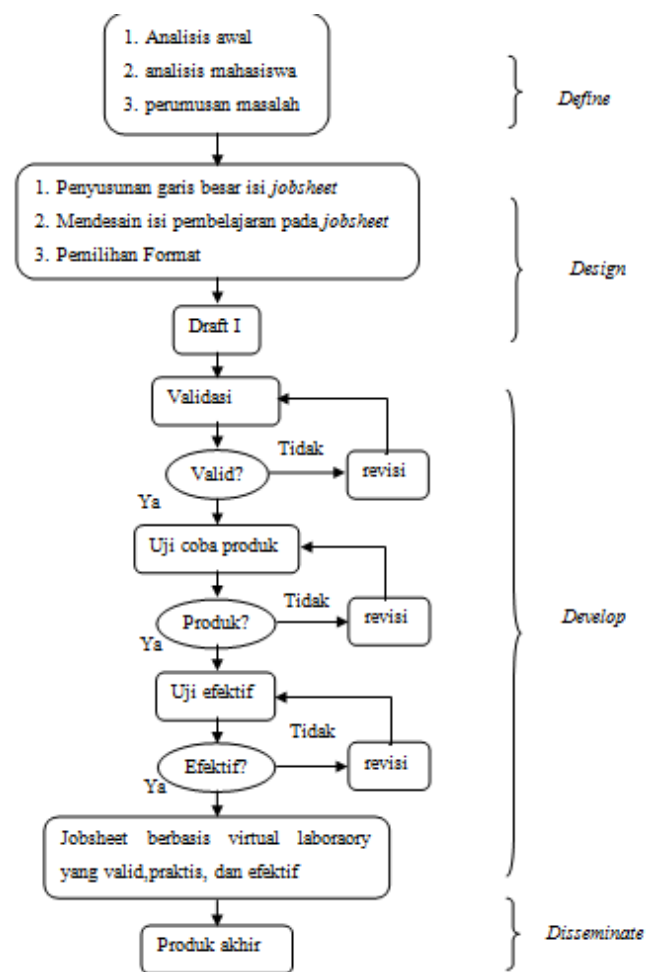 1. Analisis awal
2. analisis mahasiswa
3. perumusan masalah
Define
1. Penyusunan garis besar isi jobsheet
2. Mendesain isi pembelajaran pada jobsheet
3. Pemilihan Format
Design
Draft I
Validasi
Tidak
Valid?
revisi
Ya
Uji coba produk
Tidak
Produk?
revisi
Ya
Develop
Uji efektif
Tidak
Efektif?
revisi
Ya
Jobsheet berbasis virtual laboraory
yang valid,praktis, dan efektif
Produk akhir
Disseminate